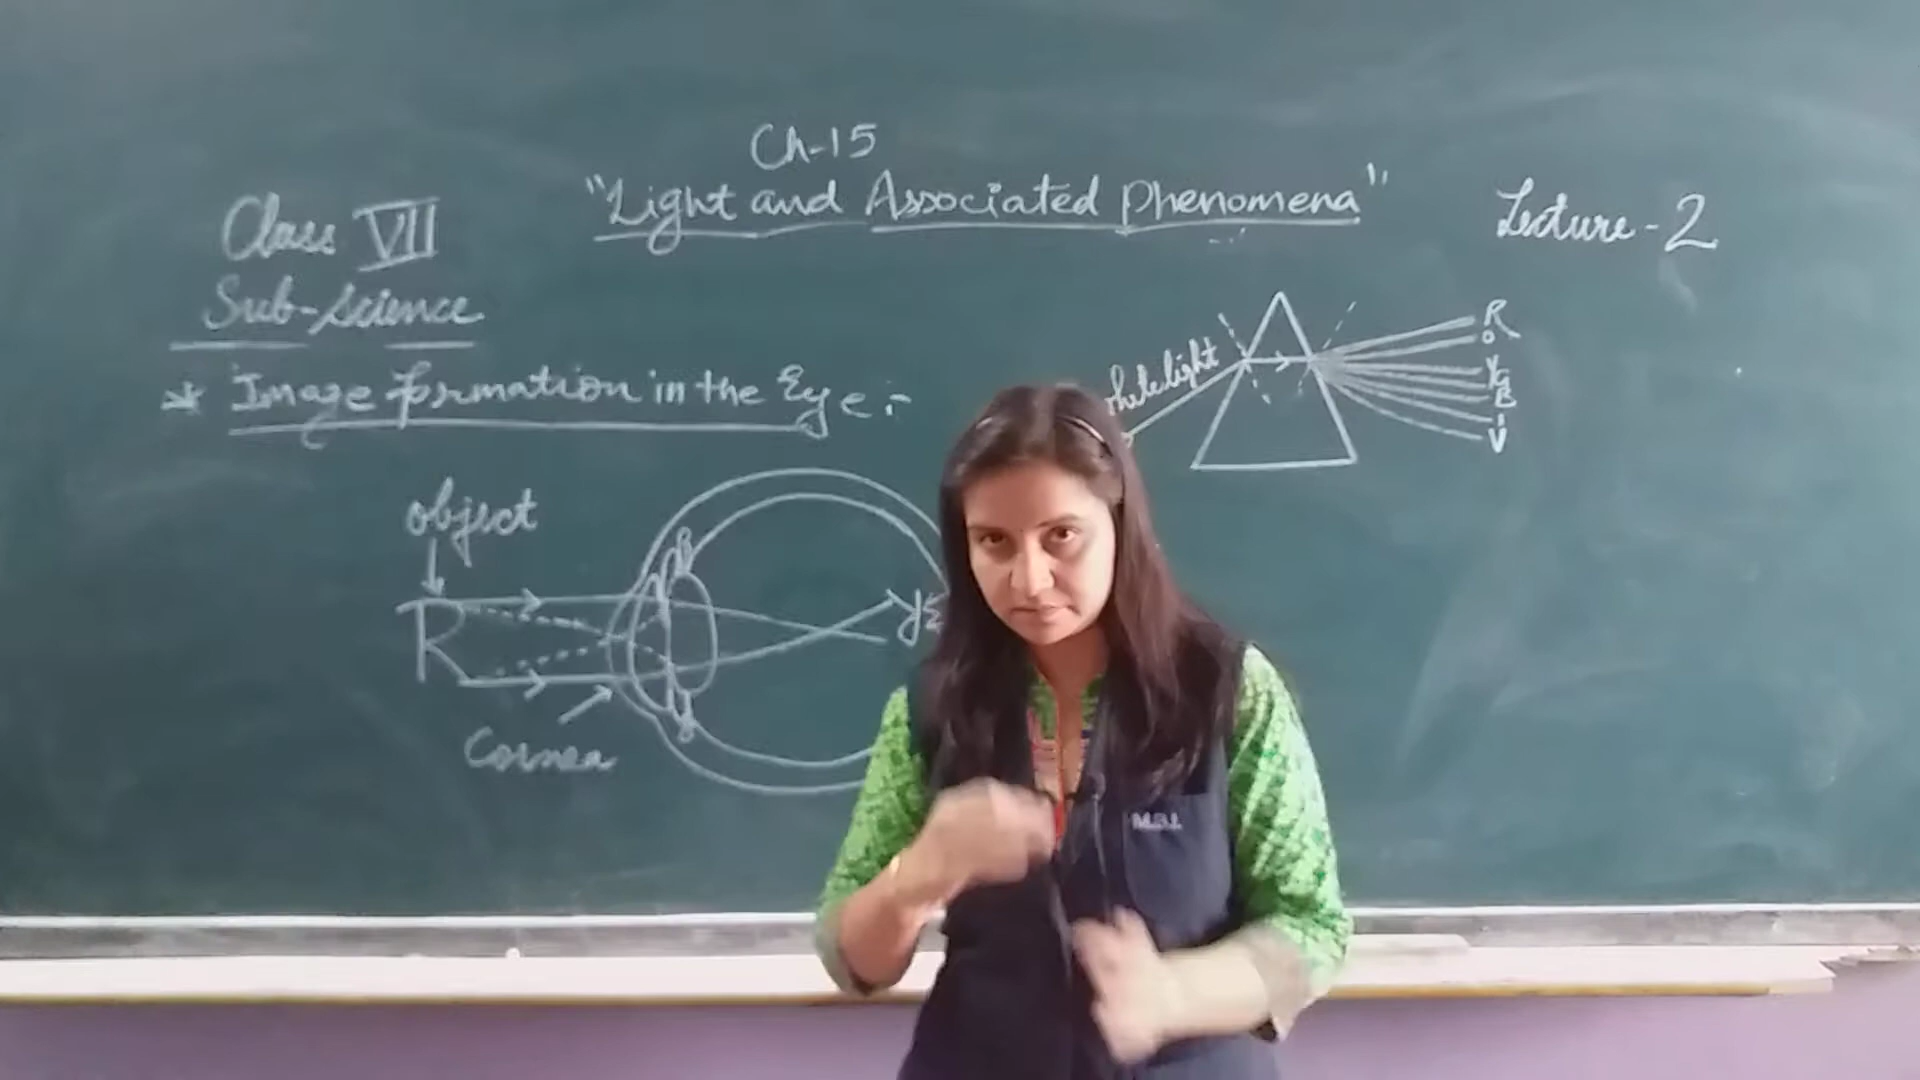 Ch-15
"Light and Associated Phenomena"
Class VII
Lecture-2
Sub-Science
* Image formation in the Eye:-
white light
R
O
Y
G
B
I
V
object
R
Cornea
M.B.I.